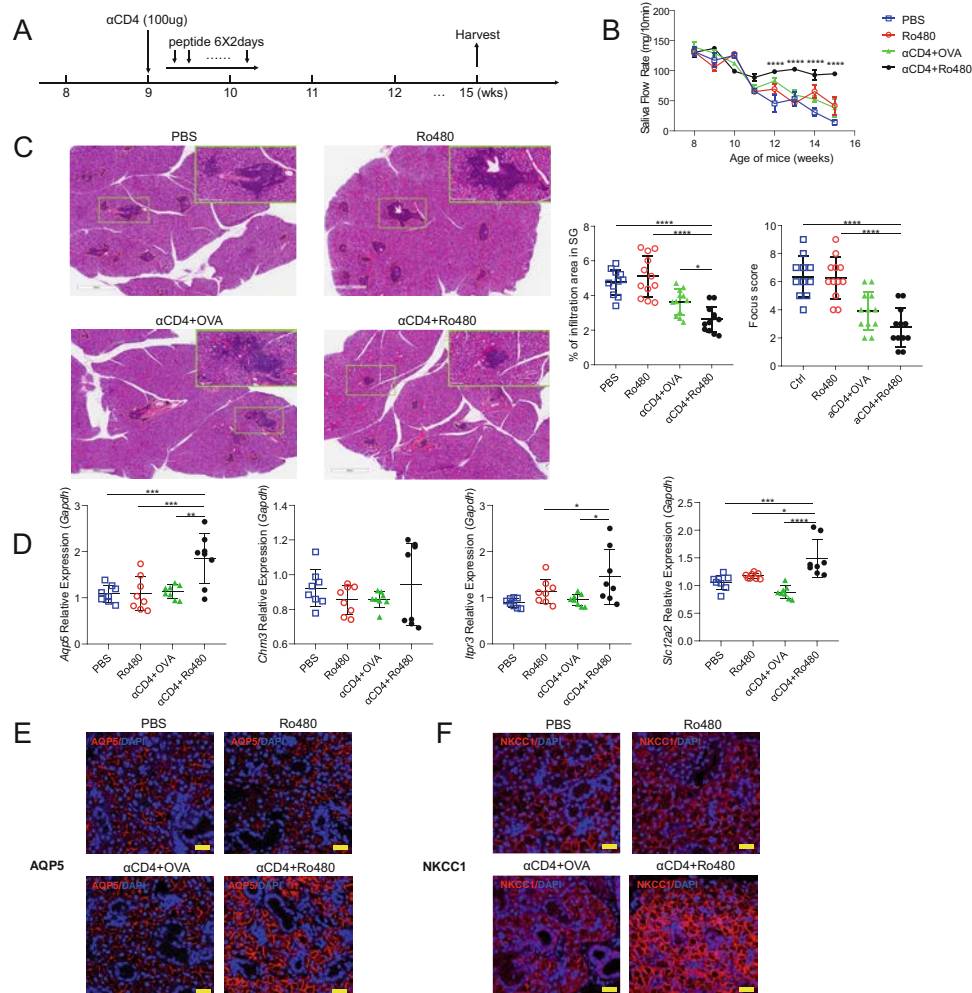 A
αCD4 (100ug)
peptide 6X2days
......
Harvest
8
9
10
11
12
...
15 (wks)
B
Saliva Flow Rate (mg/10min)
200
150
100
50
0
**** **** **** ****
6 8 10 12 14 16
Age of mice (weeks)
PBS
Ro480
αCD4+OVA
αCD4+Ro480
C
PBS
Ro480
αCD4+OVA
αCD4+Ro480
% of infiltration area in SG
8
6
4
2
0
****
****
*
PBS
Ro480
αCD4+OVA
αCD4+Ro480
Focus score
10
8
6
4
2
0
****
****
Ctrl
Ro480
aCD4+OVA
aCD4+Ro480
D
Aqp5 Relative Expression (Gapdh)
3
2
1
0
***
***
**
PBS
Ro480
αCD4+OVA
αCD4+Ro480
Chrm3 Relative Expression (Gapdh)
1.4
1.2
1.0
0.8
0.6
PBS
Ro480
αCD4+OVA
αCD4+Ro480
Itpr3 Relative Expression (Gapdh)
3
2
1
0
*
*
PBS
Ro480
αCD4+OVA
αCD4+Ro480
Slc12a2 Relative Expression (Gapdh)
2.5
2.0
1.5
1.0
0.5
0.0
***
*
****
PBS
Ro480
αCD4+OVA
αCD4+Ro480
E
PBS
Ro480
AQP5/DAPI
AQP5/DAPI
AQP5
αCD4+OVA
αCD4+Ro480
AQP5/DAPI
AQP5/DAPI
F
PBS
Ro480
NKCC1/DAPI
NKCC1/DAPI
NKCC1
αCD4+OVA
αCD4+Ro480
NKCC1/DAPI
NKCC1/DAPI